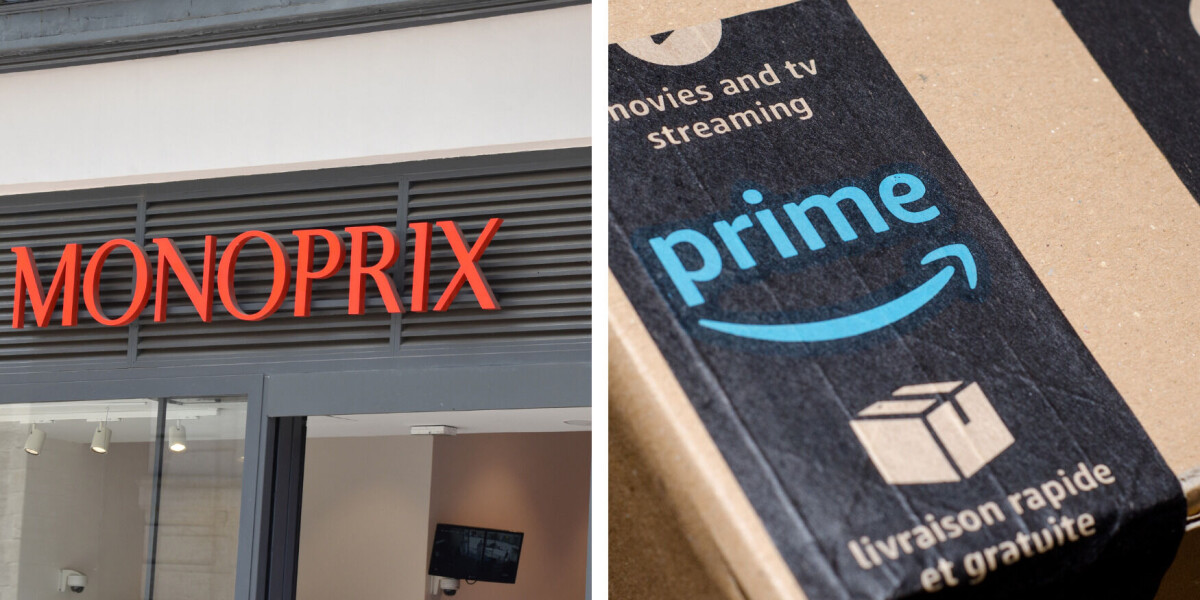 MONOPRIX
movies and tv
streaming
prime
livraison rapide
et gratuite